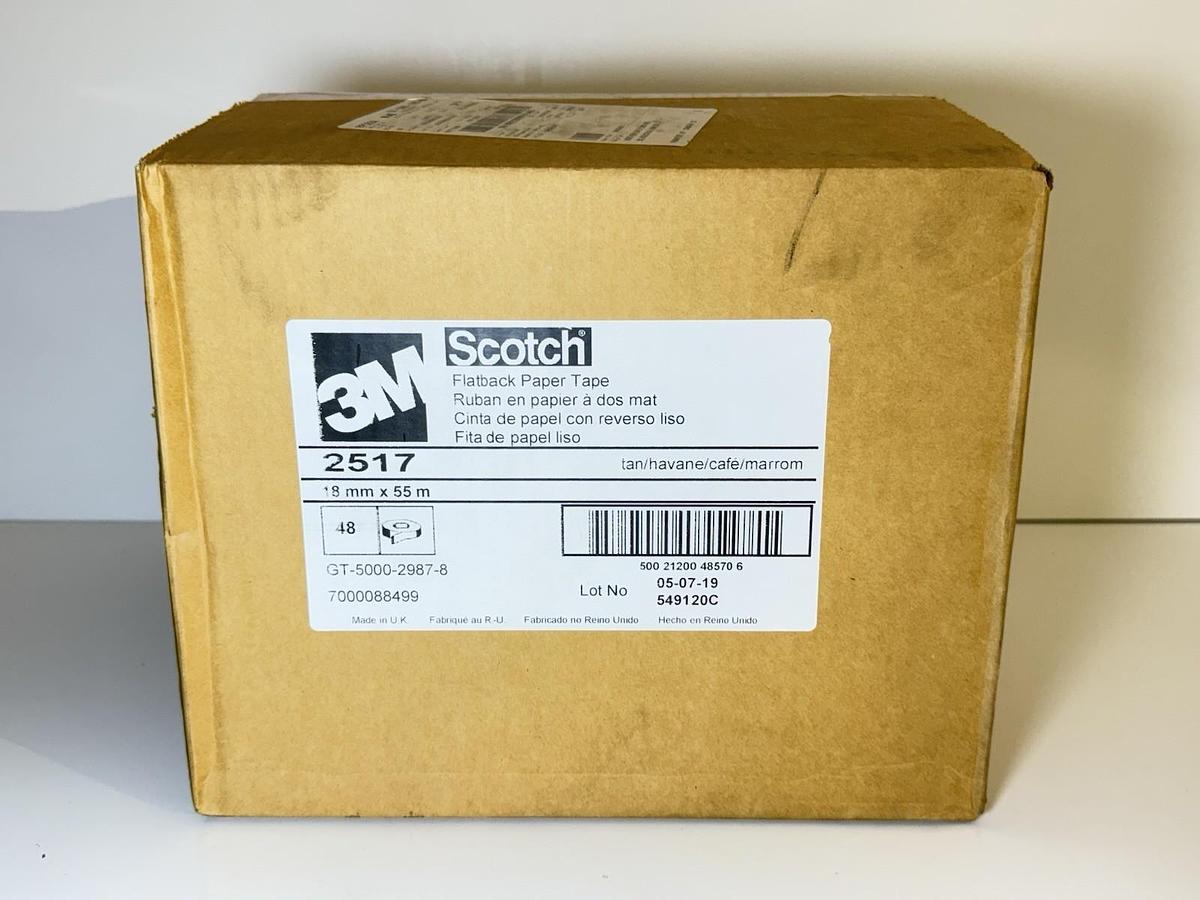 3M
Scotch®
Flatback Paper Tape
Ruban en papier à dos mat
Cinta de papel con reverso liso
Fita de papel liso
2517 tan/havane/café/marrom
18 mm x 55 m
48
500 21200 48570 6
GT-5000-2987-8
05-07-19
7000088499 Lot No 549120C
Made in U.K. Fabriqué au R.-U. Fabricado no Reino Unido Hecho en Reino Unido